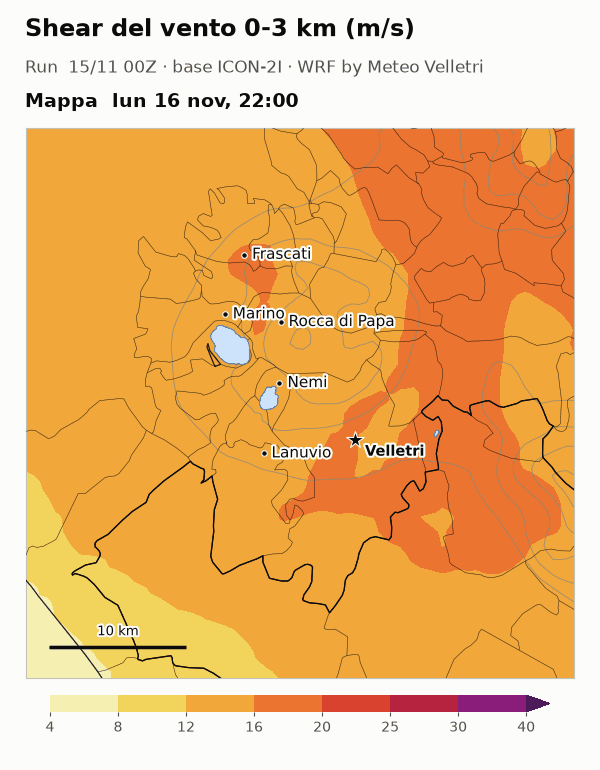 Shear del vento 0-3 km (m/s)
Run  15/11 00Z · base ICON-2I · WRF by Meteo Velletri
Mappa  lun 16 nov, 22:00
Frascati
Marino
Rocca di Papa
Nemi
Velletri
Lanuvio
10 km
4 8 12 16 20 25 30 40